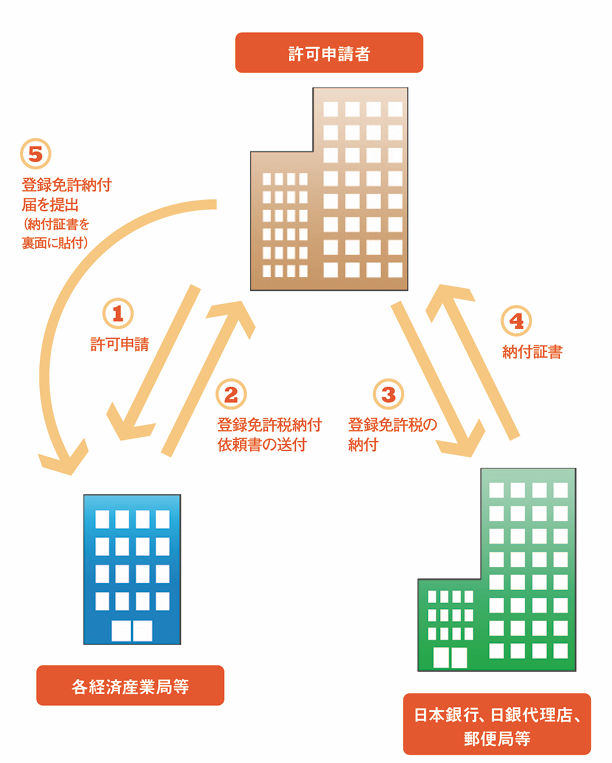 許可申請者
5
登録免許納付
届を提出
(納付証書を
裏面に貼付)
1
許可申請
2
登録免許税納付
依頼書の送付
3
登録免許税の
納付
4
納付証書
各経済産業局等
日本銀行、日銀代理店、
郵便局等